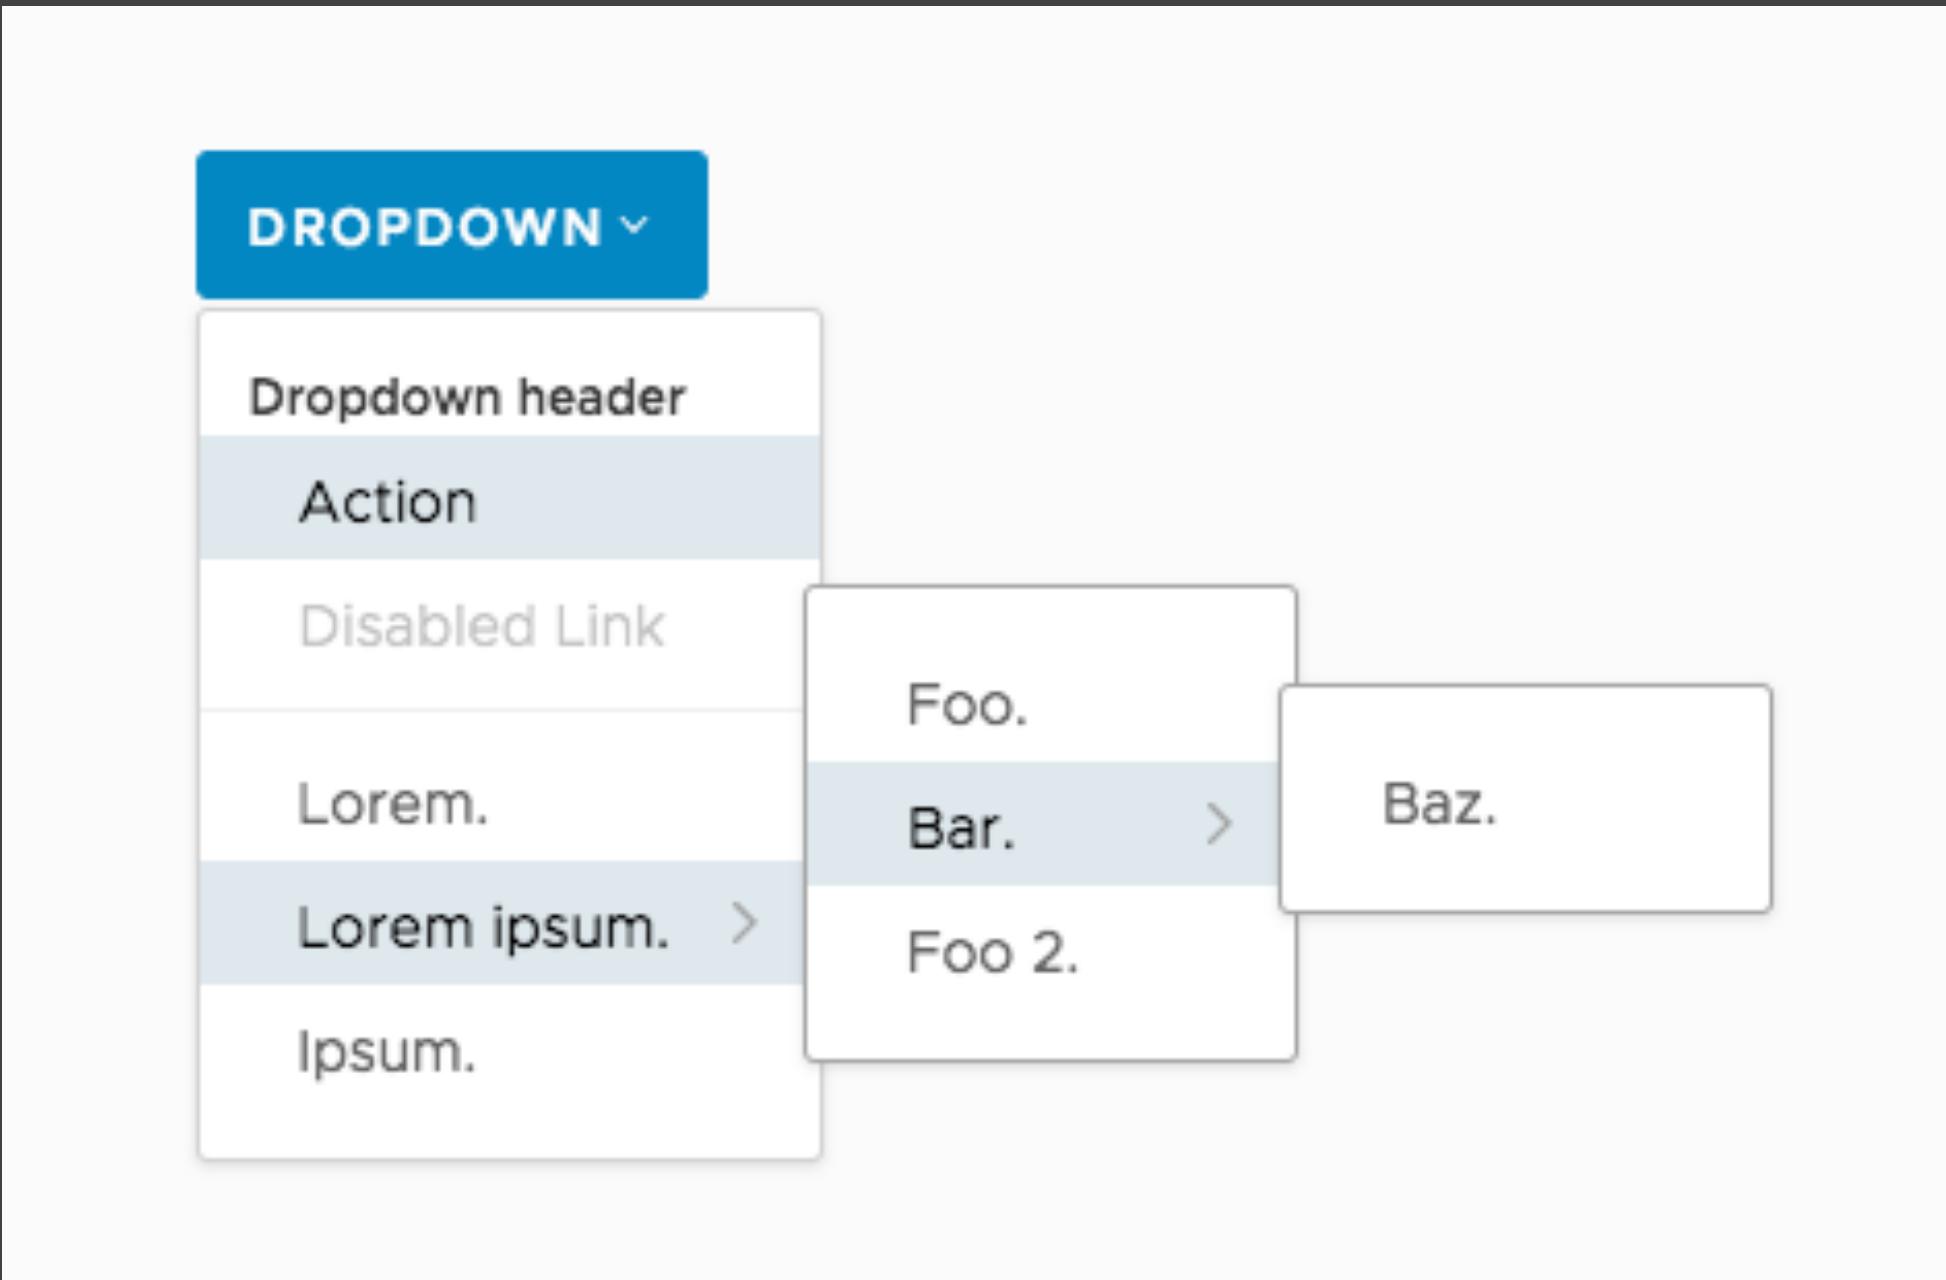 DROPDOWN
Dropdown header
Action
Disabled Link
Lorem.
Lorem ipsum.
Ipsum.
Foo.
Bar.
Foo 2.
Baz.